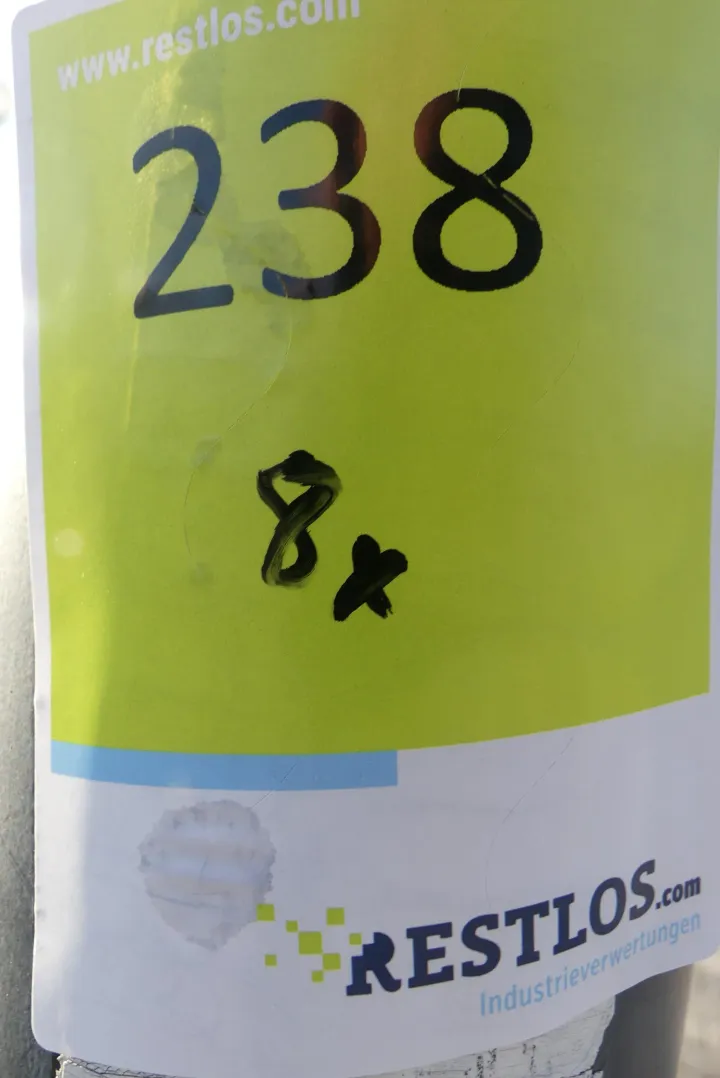 www.restlos.com
238
8x
RESTLOS.com
Industrieverwertungen